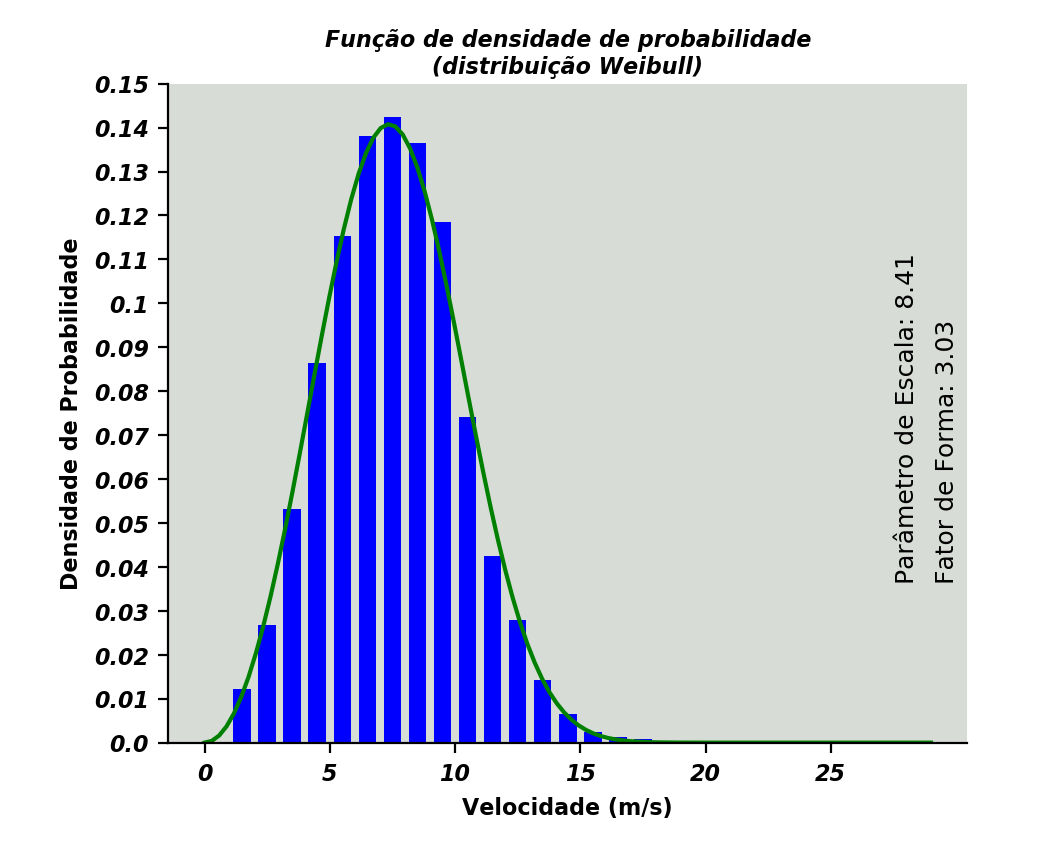 Função de densidade de probabilidade
(distribuição Weibull)
0.15
0.14
0.13
0.12
0.11
0.1
0.09
0.08
0.07
0.06
0.05
0.04
0.03
0.02
0.01
0.0
Densidade de Probabilidade
0 5 10 15 20 25
Velocidade (m/s)
Parâmetro de Escala: 8.41
Fator de Forma: 3.03